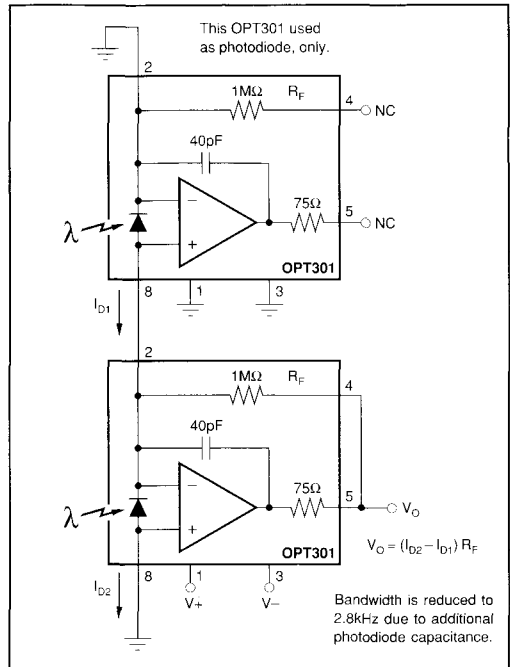 This OPT301 used
as photodiode, only.
2
1MΩ R_F
4
NC
40pF
75Ω
5
NC
λ
−
+
OPT301
8
1
3
I_D1
2
1MΩ R_F
4
40pF
75Ω
5
V_O
λ
−
+
V_O = (I_D2 – I_D1) R_F
OPT301
8
1
3
I_D2
V+
V–
Bandwidth is reduced to
2.8kHz due to additional
photodiode capacitance.